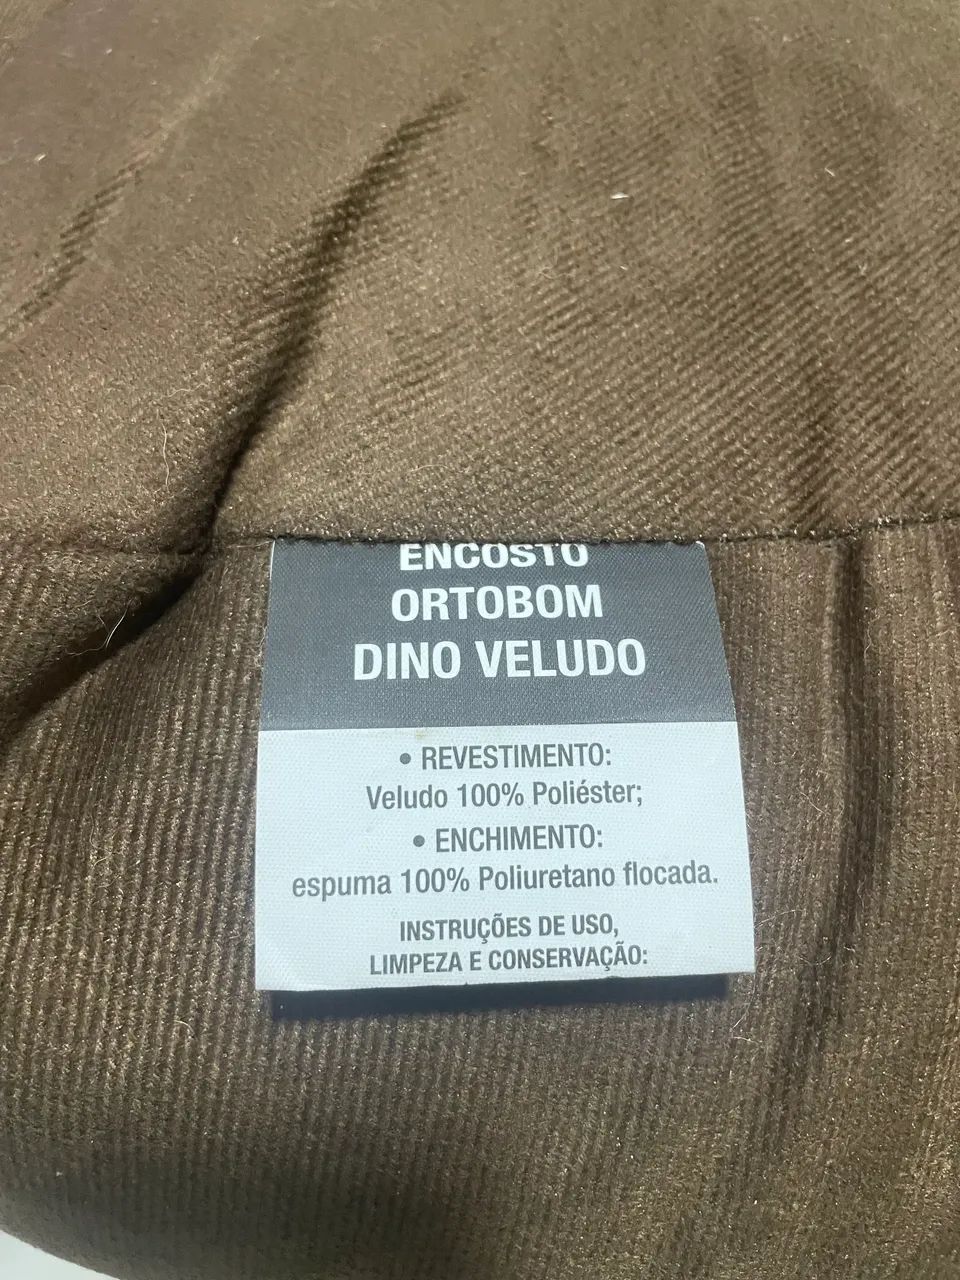 ENCOSTO
ORTOBOM
DINO VELUDO
• REVESTIMENTO:
Veludo 100% Poliéster;
• ENCHIMENTO:
espuma 100% Poliuretano flocada.
INSTRUÇÕES DE USO,
LIMPEZA E CONSERVAÇÃO: